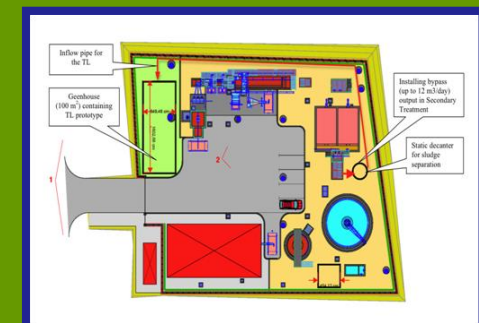 Inflow pipe for
the TL
Geenhouse
(100 m²) containing
TL prototype
Installing bypass
(up to 12 m3/day)
output in Secondary
Treatment
Static decanter
for sludge
separation
1
2